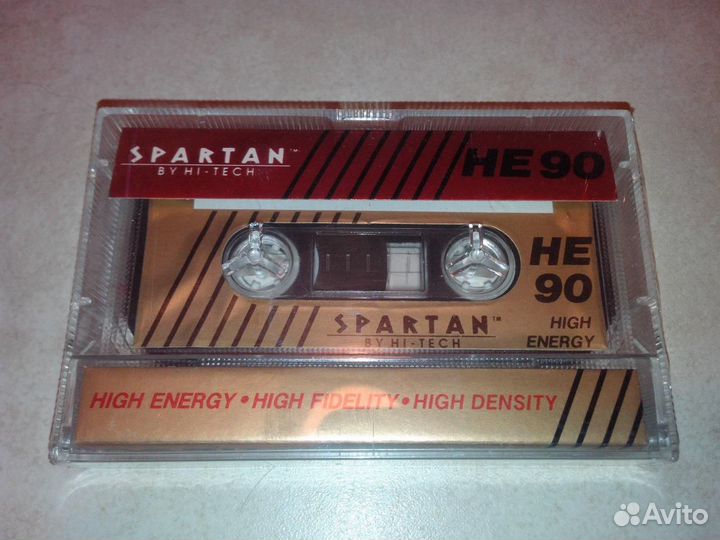 SPARTAN™ HE 90
BY HI-TECH
HE
90
SPARTAN™ HIGH
BY HI-TECH ENERGY
HIGH ENERGY • HIGH FIDELITY • HIGH DENSITY
Avito